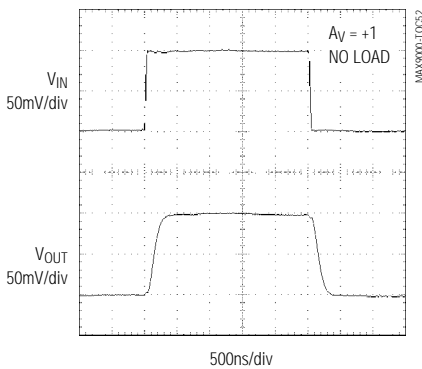 AV = +1
NO LOAD
VIN
50mV/div
VOUT
50mV/div
500ns/div
MAX9000-TOC52